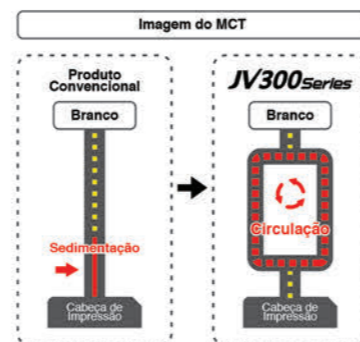 Imagem do MCT
Produto
Convencional
Branco
Sedimentação
Cabeça de
Impressão
JV300Series
Branco
Circulação
Cabeça de
Impressão